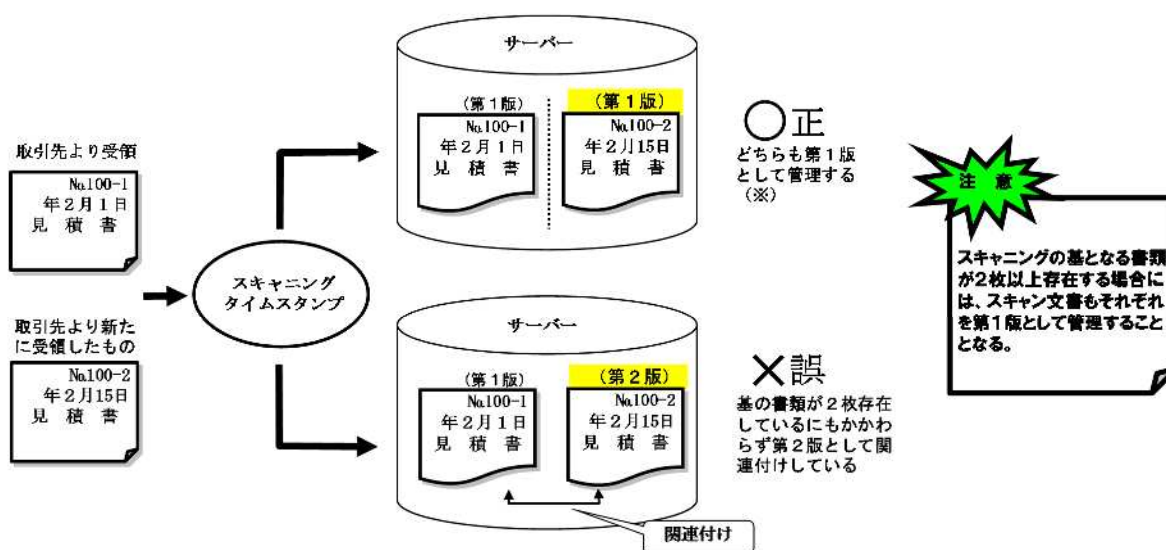 取引先より受領
No.100-1
年2月1日
見 積 書
取引先より新た
に受領したもの
No.100-2
年2月15日
見 積 書
スキャニング
タイムスタンプ
サーバー
(第1版)
No.100-1
年2月1日
見 積 書
(第1版)
No.100-2
年2月15日
見 積 書
○正
どちらも第1版
として管理する
(※)
サーバー
(第1版)
No.100-1
年2月1日
見 積 書
(第2版)
No.100-2
年2月15日
見 積 書
関連付け
×誤
基の書類が2枚存在
しているにもかかわ
らず第2版として関
連付けしている
注 意
スキャニングの基となる書類
が2枚以上存在する場合に
は、スキャン文書もそれぞれ
を第1版として管理すること
となる。